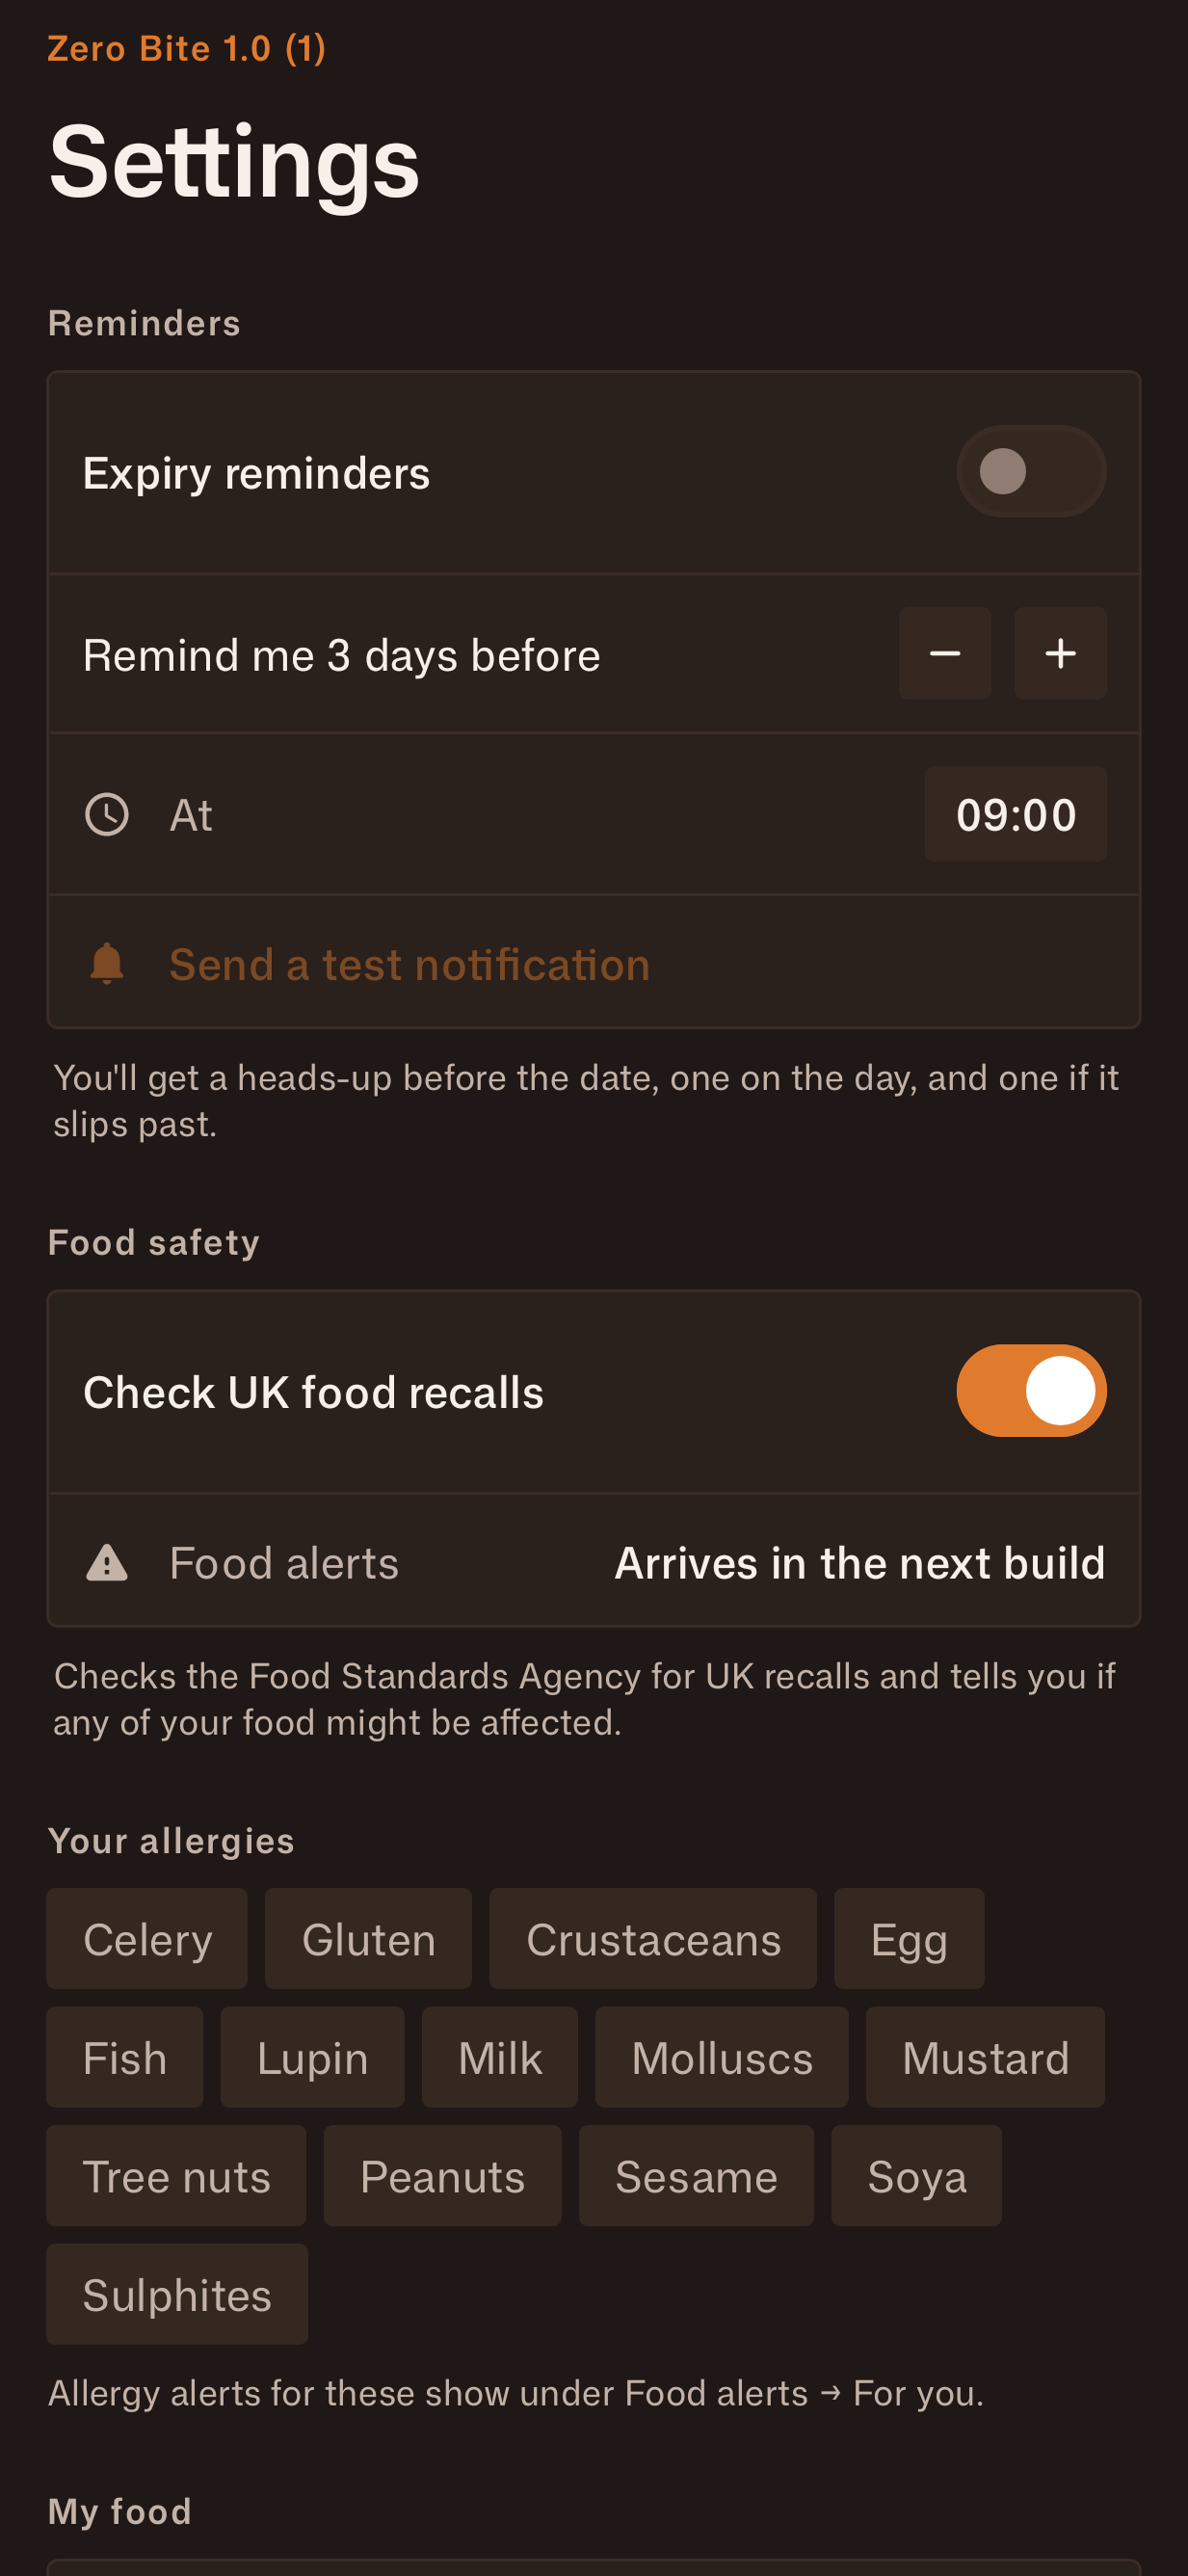 Zero Bite 1.0 (1)
Settings
Reminders
Expiry reminders
Remind me 3 days before
At
09:00
Send a test notification
You'll get a heads-up before the date, one on the day, and one if it
slips past.
Food safety
Check UK food recalls
Food alerts
Arrives in the next build
Checks the Food Standards Agency for UK recalls and tells you if
any of your food might be affected.
Your allergies
Celery
Gluten
Crustaceans
Egg
Fish
Lupin
Milk
Molluscs
Mustard
Tree nuts
Peanuts
Sesame
Soya
Sulphites
Allergy alerts for these show under Food alerts → For you.
My food